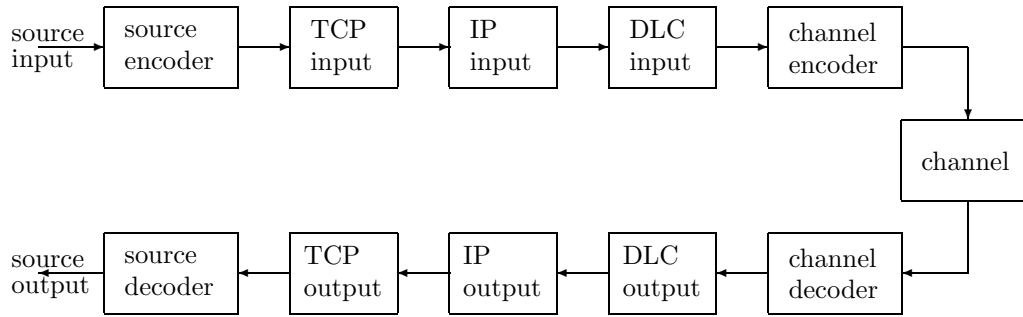 source
input
source
encoder
TCP
input
IP
input
DLC
input
channel
encoder
channel
source
output
source
decoder
TCP
output
IP
output
DLC
output
channel
decoder